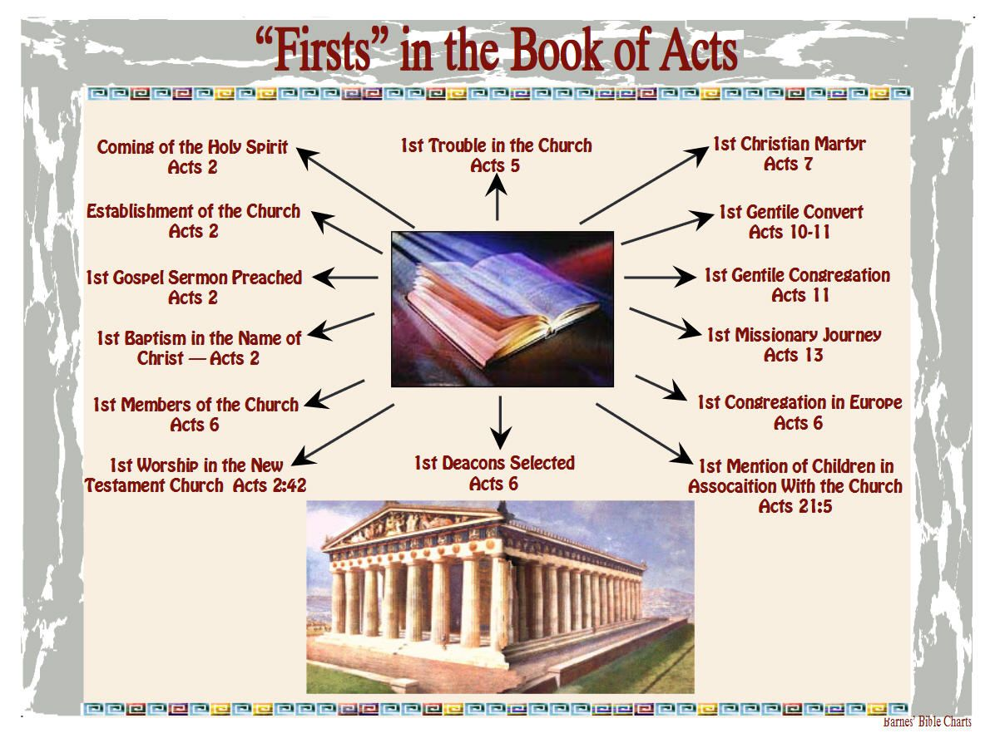 “Firsts” in the Book of Acts
Coming of the Holy Spirit
Acts 2
Establishment of the Church
Acts 2
1st Gospel Sermon Preached
Acts 2
1st Baptism in the Name of
Christ — Acts 2
1st Members of the Church
Acts 6
1st Worship in the New
Testament Church Acts 2:42
1st Trouble in the Church
Acts 5
1st Deacons Selected
Acts 6
1st Christian Martyr
Acts 7
1st Gentile Convert
Acts 10-11
1st Gentile Congregation
Acts 11
1st Missionary Journey
Acts 13
1st Congregation in Europe
Acts 6
1st Mention of Children in
Assocaition With the Church
Acts 21:5
Barnes’ Bible Charts